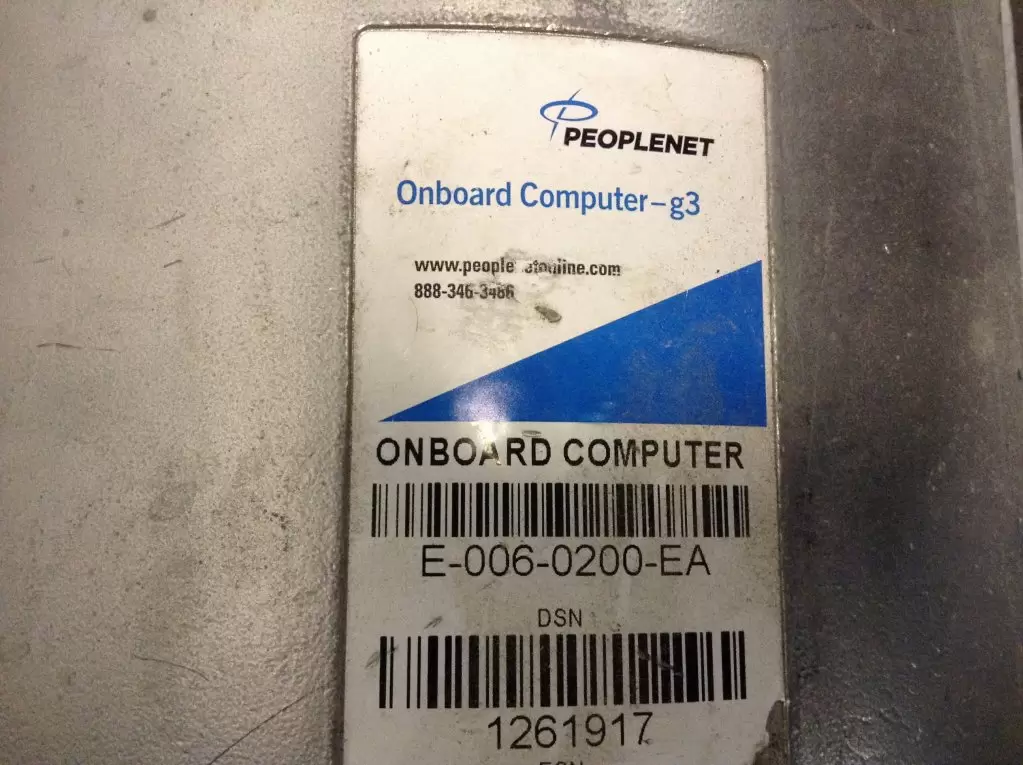 PEOPLENET
Onboard Computer-g3
888-346-3486
ONBOARD COMPUTER
E-006-0200-EA
DSN
1261917